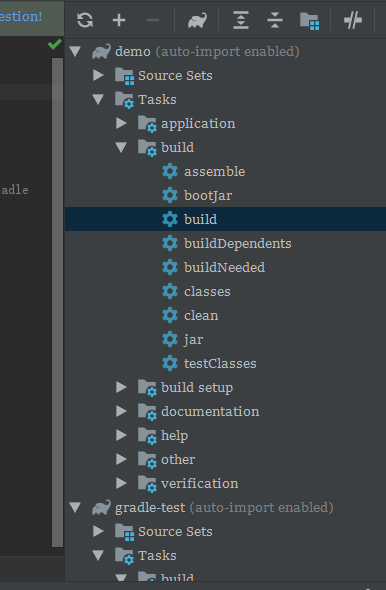 estion!
demo (auto-import enabled)
Source Sets
Tasks
application
build
assemble
adle
bootJar
build
buildDependents
buildNeeded
classes
clean
jar
testClasses
build setup
documentation
help
other
verification
gradle-test (auto-import enabled)
Source Sets
Tasks
build